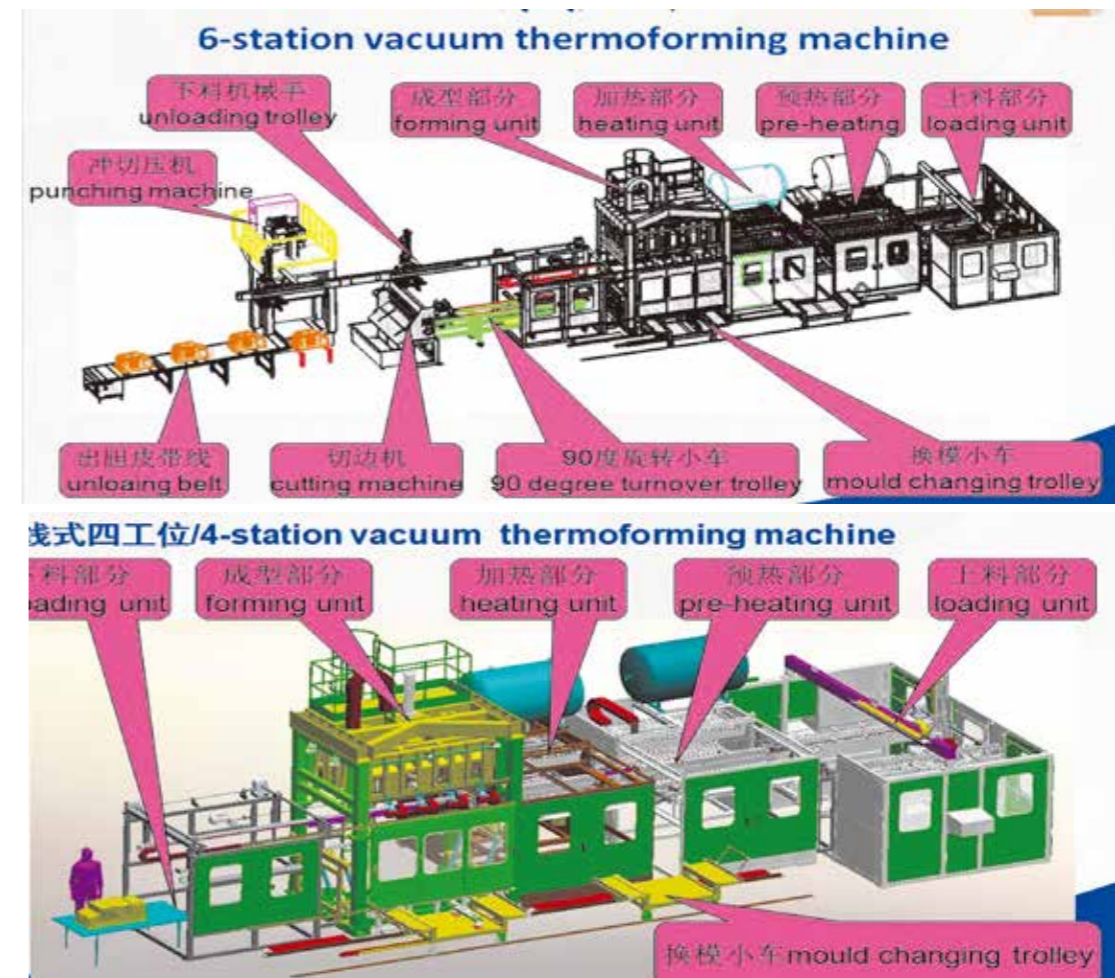 6-station vacuum thermoforming machine
下料机械手
unloading trolley
成型部分
forming unit
加热部分
heating unit
预热部分
pre-heating
上料部分
loading unit
冲切压机
punching machine
出胆皮带线
unloaing belt
切边机
cutting machine
90度旋转小车
90 degree turnover trolley
换模小车
mould changing trolley
线式四工位/4-station vacuum thermoforming machine
料部分
oading unit
成型部分
forming unit
加热部分
heating unit
预热部分
pre-heating unit
上料部分
loading unit
换模小车mould changing trolley